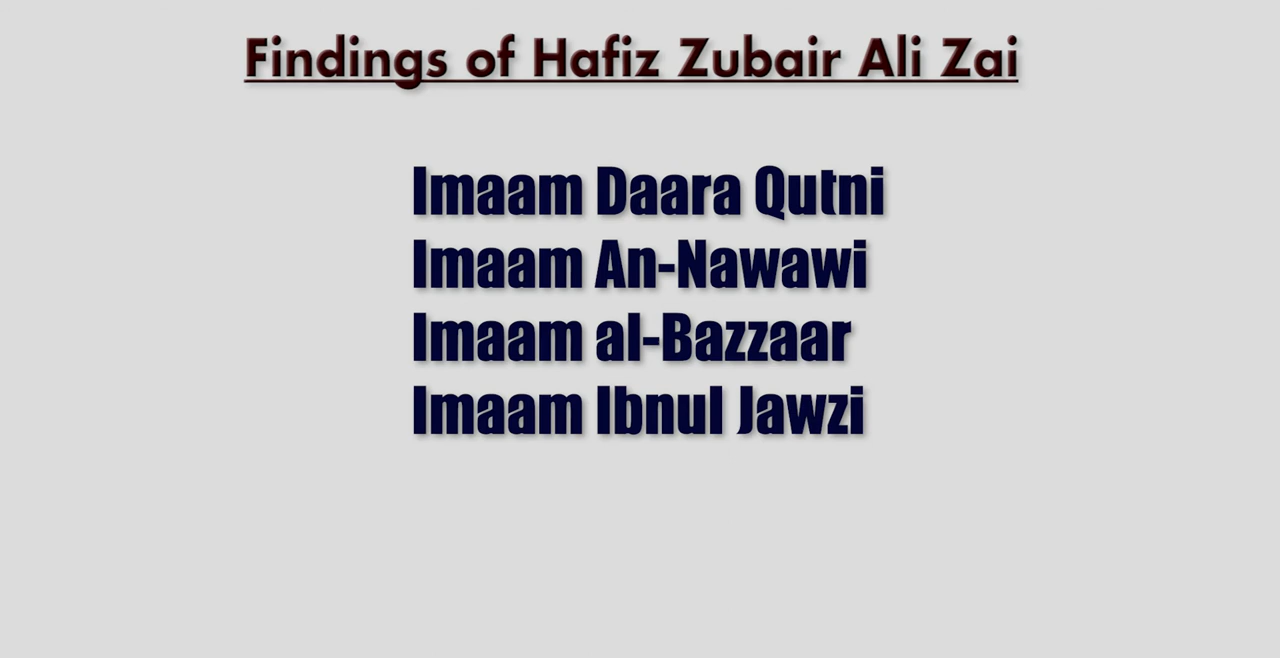 Findings of Hafiz Zubair Ali Zai
Imaam Daara Qutni
Imaam An-Nawawi
Imaam al-Bazzaar
Imaam Ibnul Jawzi